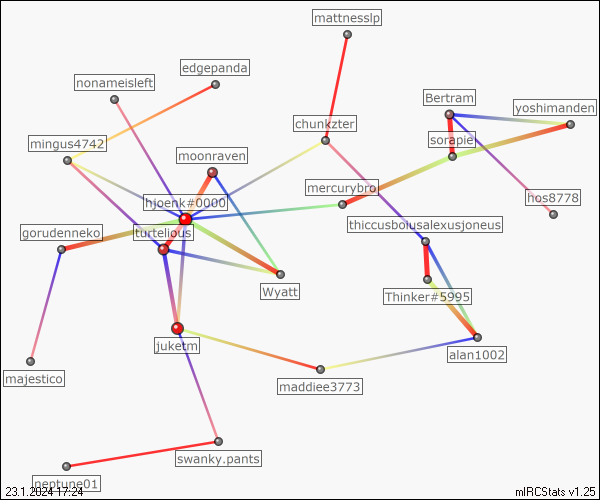 mattnesslp
edgepanda
nonameisleft
Bertram
yoshimanden
chunkzter
sorapie
mingus4742
moonraven
mercurybro
hos8778
hjoenk#0000
thiccusboiusalexusjoneus
gorudenneko
turtelious
Wyatt
Thinker#5995
juketm
alan1002
majestico
maddiee3773
swanky.pants
neptune01
23.1.2024 17:24
mIRCStats v1.25